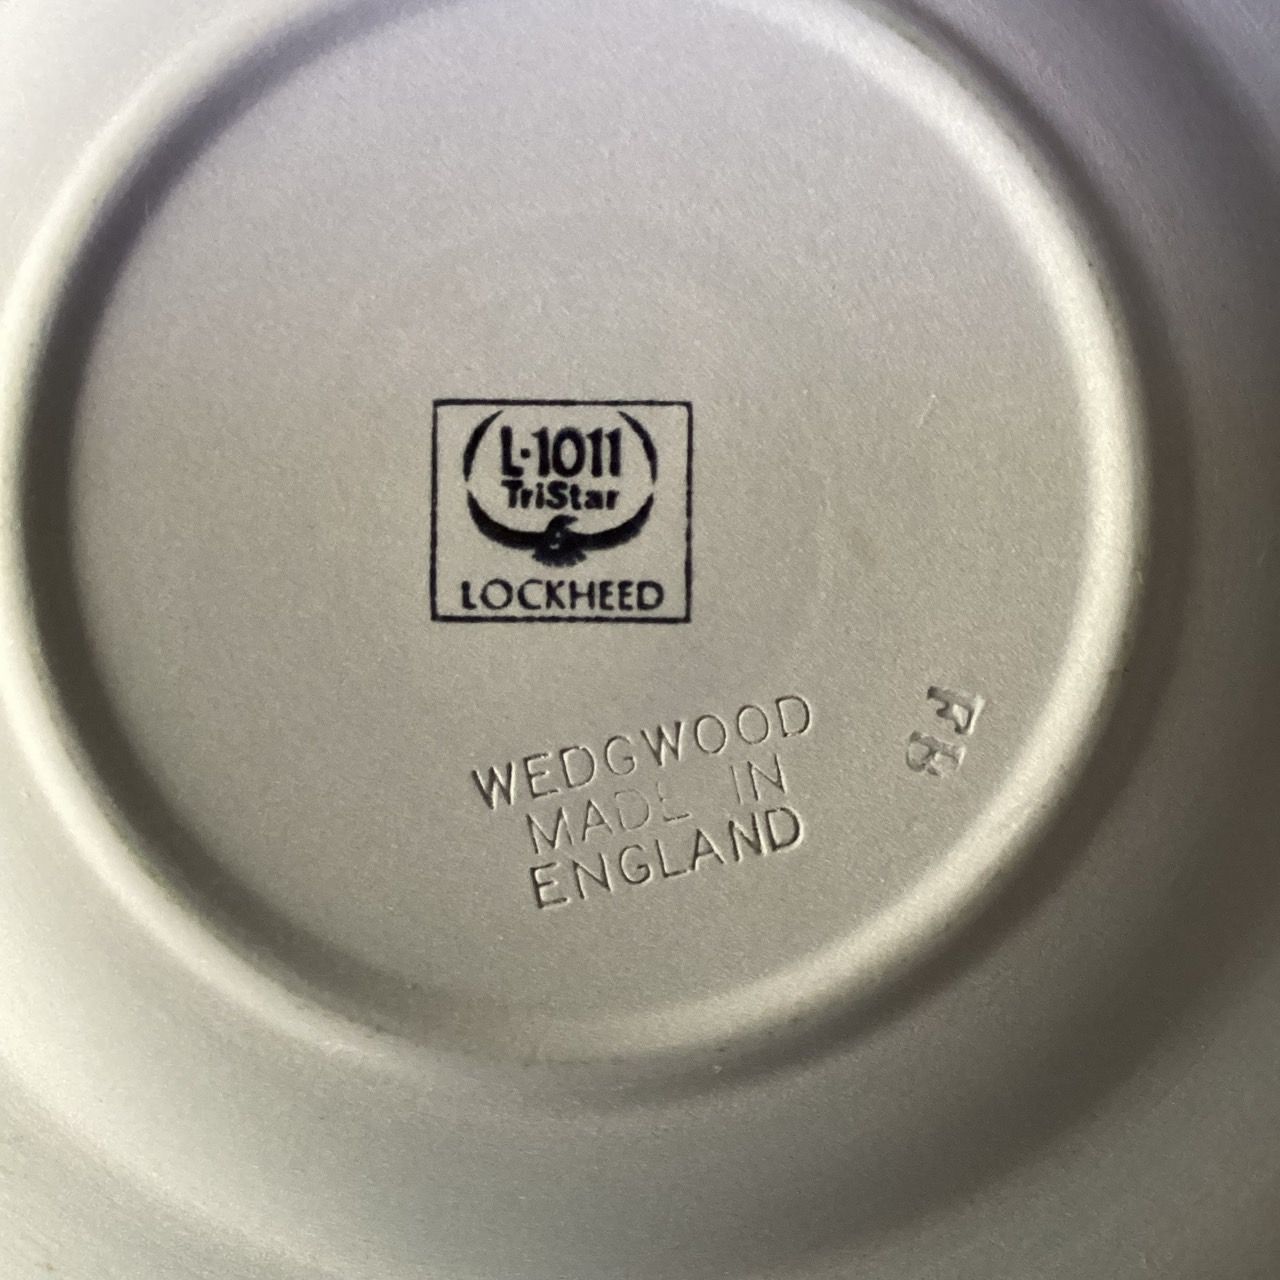 L-1011
TriStar
LOCKHEED
WEDGWOOD
MADE IN
ENGLAND